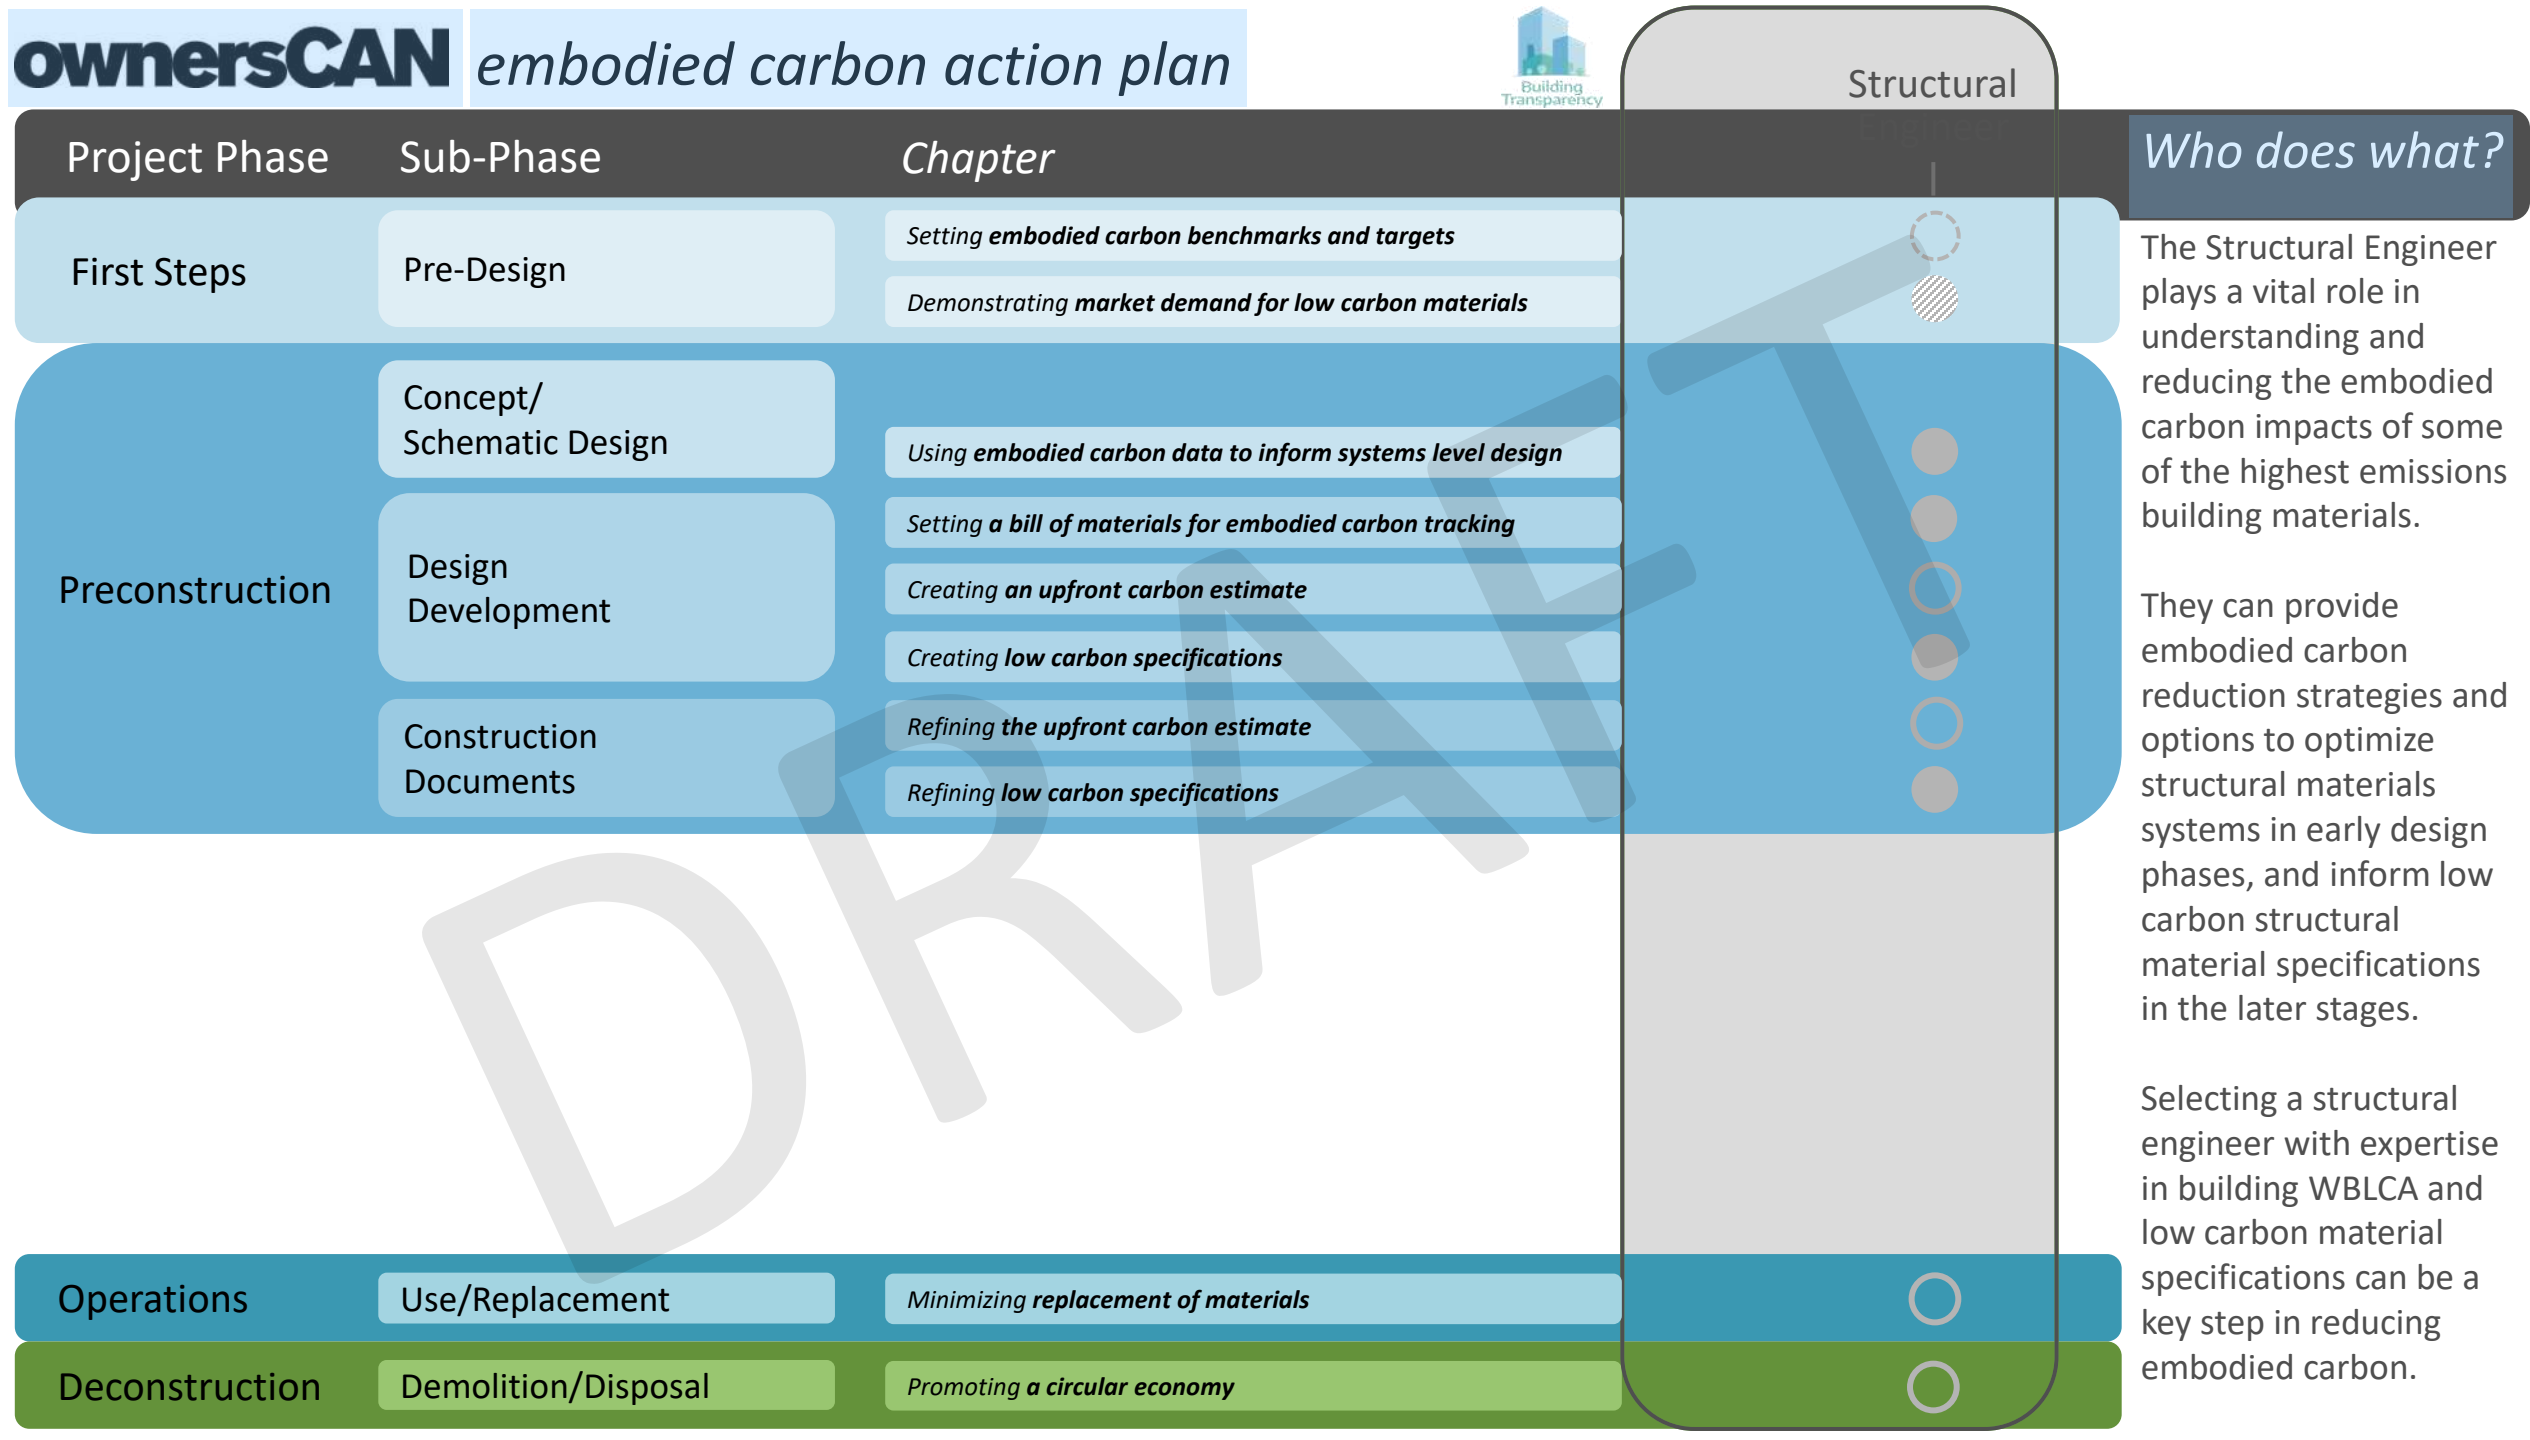 ownersCAN embodied carbon action plan
Building
Transparency
Structural
Engineer
Project Phase Sub-Phase Chapter Who does what?
First Steps
Pre-Design
Setting embodied carbon benchmarks and targets
Demonstrating market demand for low carbon materials
Preconstruction
Concept/
Schematic Design
Using embodied carbon data to inform systems level design
Design
Development
Setting a bill of materials for embodied carbon tracking
Creating an upfront carbon estimate
Creating low carbon specifications
Construction
Documents
Refining the upfront carbon estimate
Refining low carbon specifications
Operations
Use/Replacement
Minimizing replacement of materials
Deconstruction
Demolition/Disposal
Promoting a circular economy
The Structural Engineer
plays a vital role in
understanding and
reducing the embodied
carbon impacts of some
of the highest emissions
building materials.
They can provide
embodied carbon
reduction strategies and
options to optimize
structural materials
systems in early design
phases, and inform low
carbon structural
material specifications
in the later stages.
Selecting a structural
engineer with expertise
in building WBLCA and
low carbon material
specifications can be a
key step in reducing
embodied carbon.
DRAFT